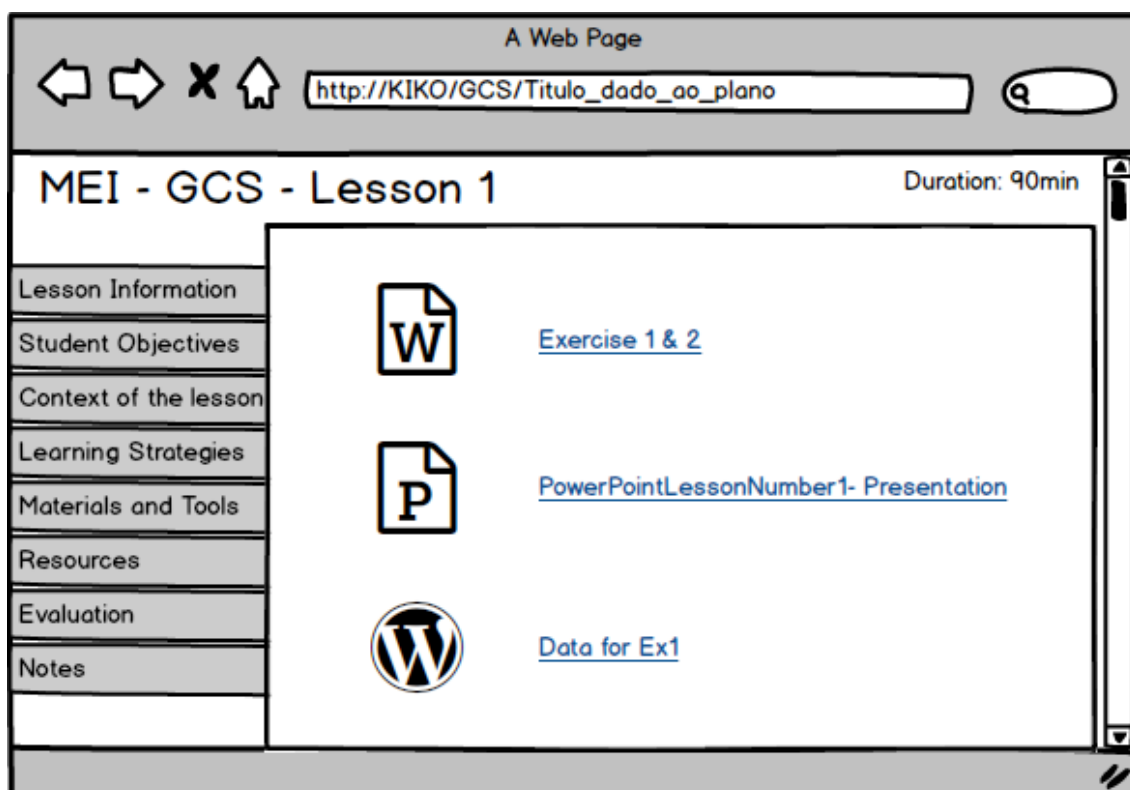 A Web Page
http://KIKO/GCS/Titulo_dado_ao_plano
MEI - GCS - Lesson 1
Duration: 90min
Lesson Information
Student Objectives
Context of the lesson
Learning Strategies
Materials and Tools
Resources
Evaluation
Notes
W
Exercise 1 & 2
P
PowerPointLessonNumber1- Presentation
W
Data for Ex1